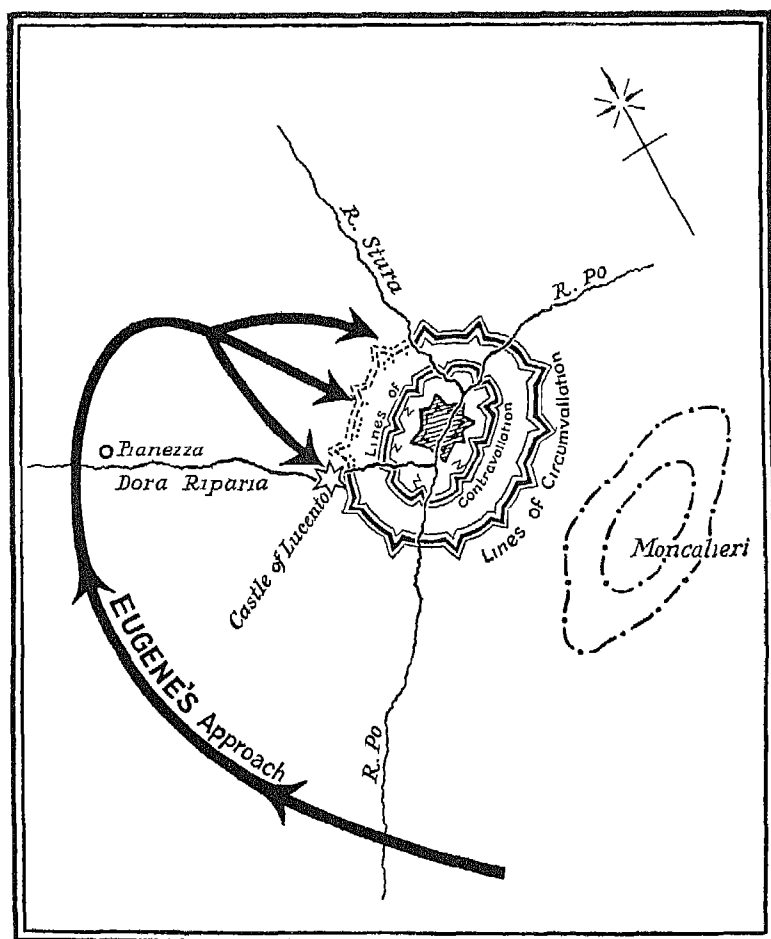 R. Stura
R. Po
Lines of
Contravallation
Lines of Circumvallation
Pianezza
Dora Riparia
Castle of Lucento
Moncalieri
EUGENE'S Approach
R. Po